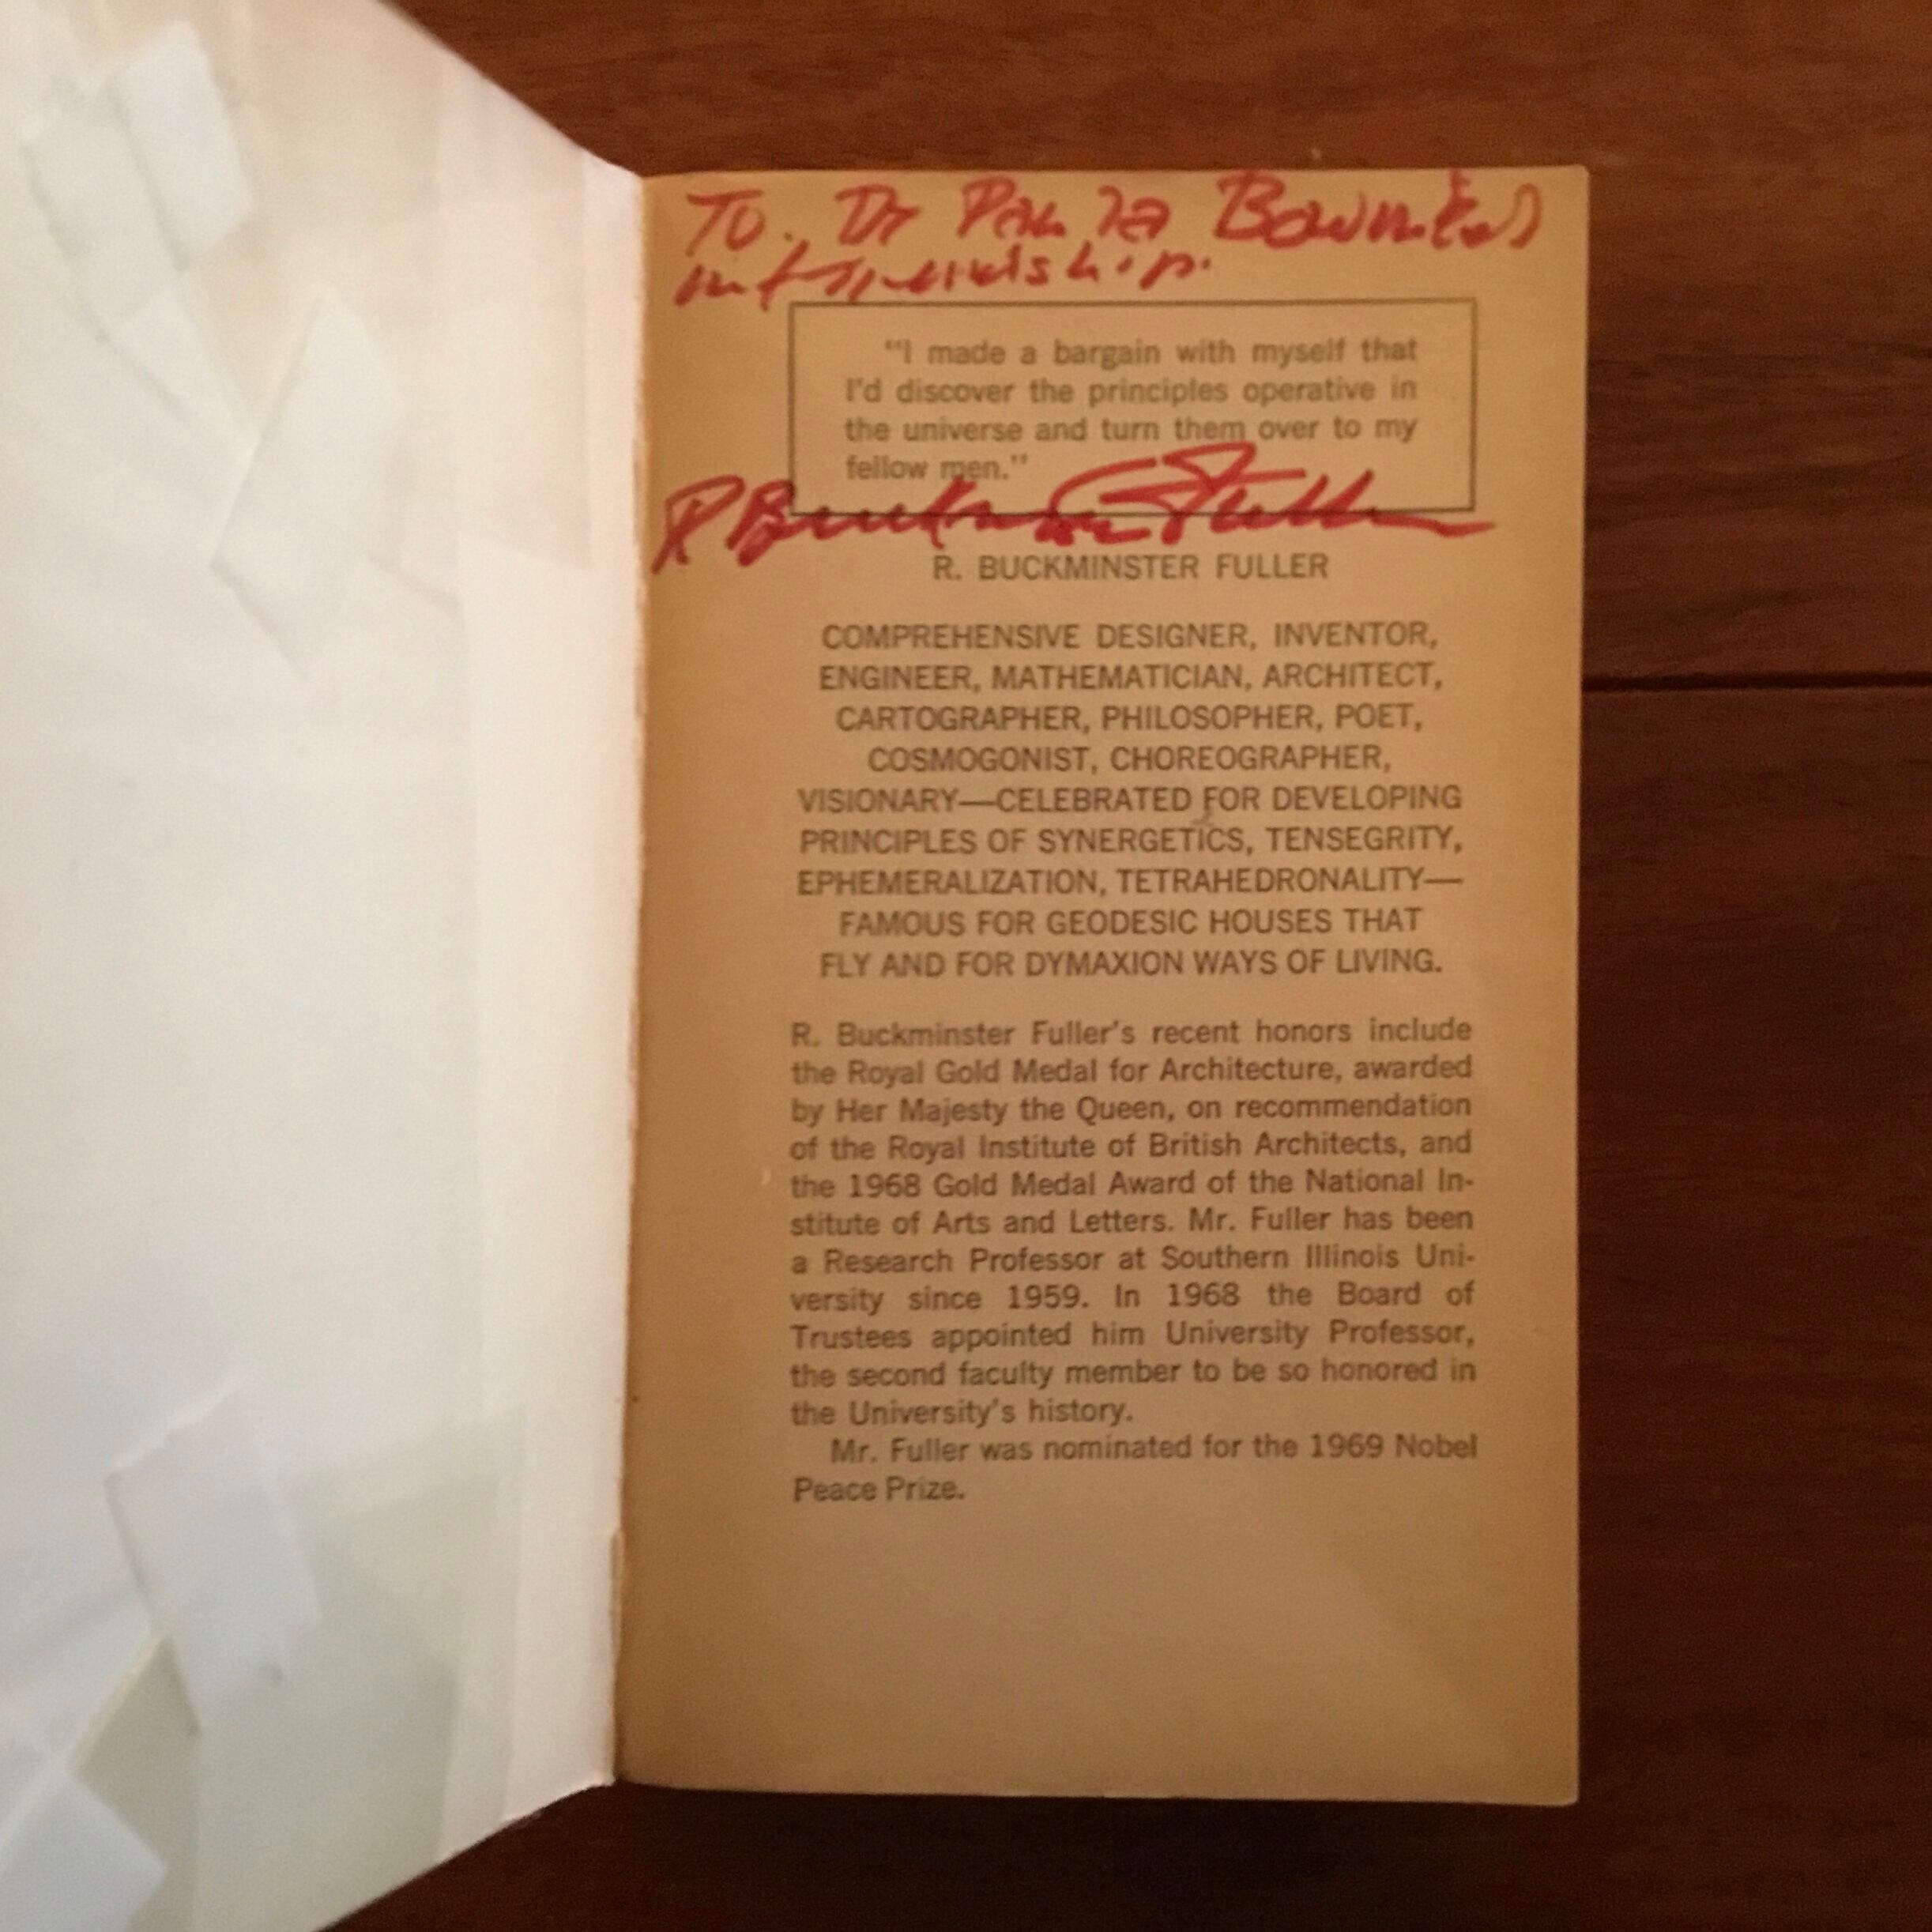 To. Dr
in friendship.
"I made a bargain with myself that
I'd discover the principles operative in
the universe and turn them over to my
fellow men."
R Buckminster Fuller
R. BUCKMINSTER FULLER
COMPREHENSIVE DESIGNER, INVENTOR,
ENGINEER, MATHEMATICIAN, ARCHITECT,
CARTOGRAPHER, PHILOSOPHER, POET,
COSMOGONIST, CHOREOGRAPHER,
VISIONARY—CELEBRATED FOR DEVELOPING
PRINCIPLES OF SYNERGETICS, TENSEGRITY,
EPHEMERALIZATION, TETRAHEDRONALITY—
FAMOUS FOR GEODESIC HOUSES THAT
FLY AND FOR DYMAXION WAYS OF LIVING.
R. Buckminster Fuller's recent honors include
the Royal Gold Medal for Architecture, awarded
by Her Majesty the Queen, on recommendation
of the Royal Institute of British Architects, and
the 1968 Gold Medal Award of the National In-
stitute of Arts and Letters. Mr. Fuller has been
a Research Professor at Southern Illinois Uni-
versity since 1959. In 1968 the Board of
Trustees appointed him University Professor,
the second faculty member to be so honored in
the University's history.
Mr. Fuller was nominated for the 1969 Nobel
Peace Prize.